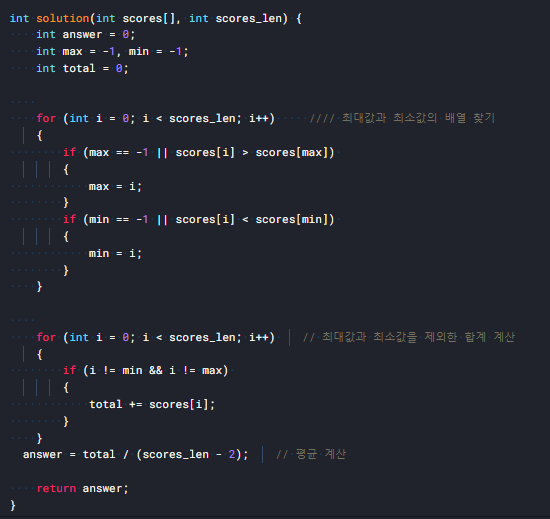 int solution(int scores[], int scores_len) {
int answer = 0;
int max = -1, min = -1;
int total = 0;
for (int i = 0; i < scores_len; i++) //// 최대값과 최소값의 배열 찾기
{
if (max == -1 || scores[i] > scores[max])
{
max = i;
}
if (min == -1 || scores[i] < scores[min])
{
min = i;
}
}
for (int i = 0; i < scores_len; i++) // 최대값과 최소값을 제외한 합계 계산
{
if (i != min && i != max)
{
total += scores[i];
}
}
answer = total / (scores_len - 2); // 평균 계산
return answer;
}